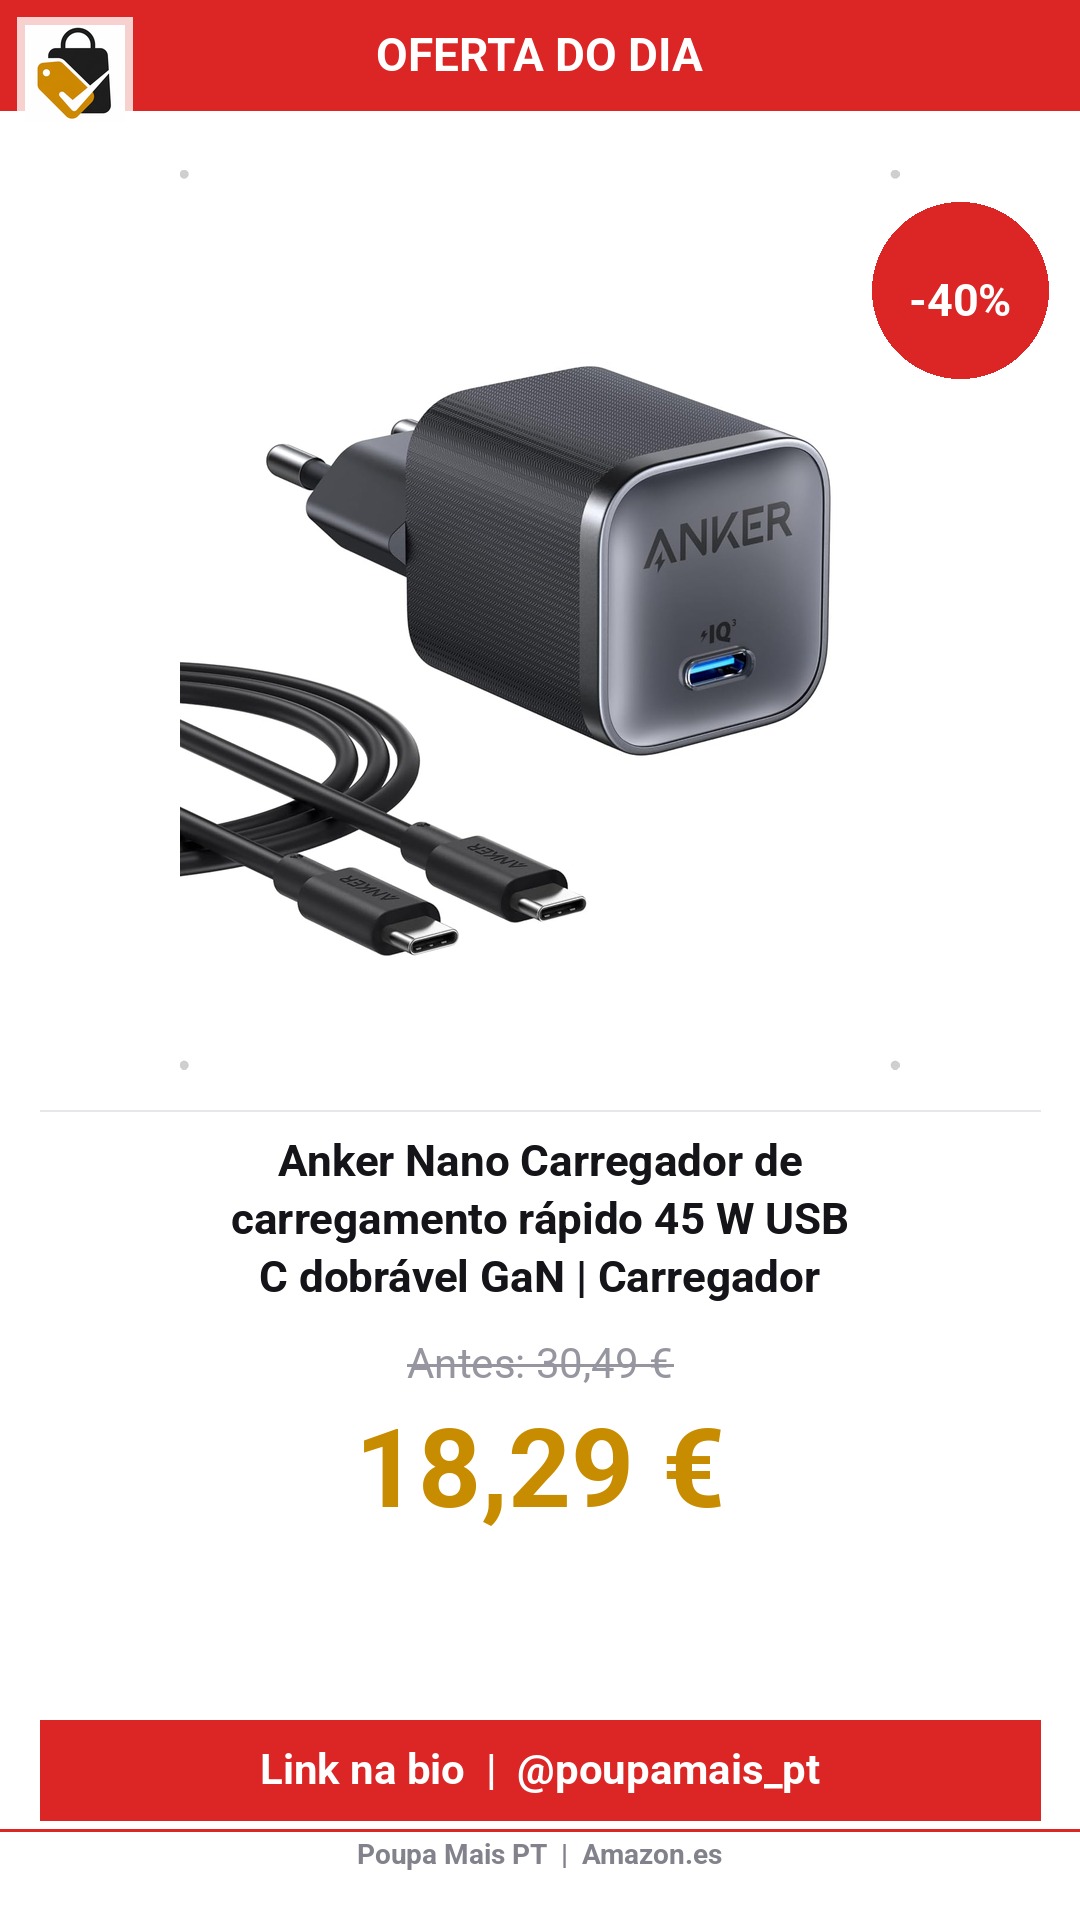 OFERTA DO DIA
-40%
ANKER
IQ3
ANKER
ANKER
Anker Nano Carregador de
carregamento rápido 45 W USB
C dobrável GaN | Carregador
Antes: 30,49 €
18,29 €
Link na bio | @poupamais_pt
Poupa Mais PT | Amazon.es